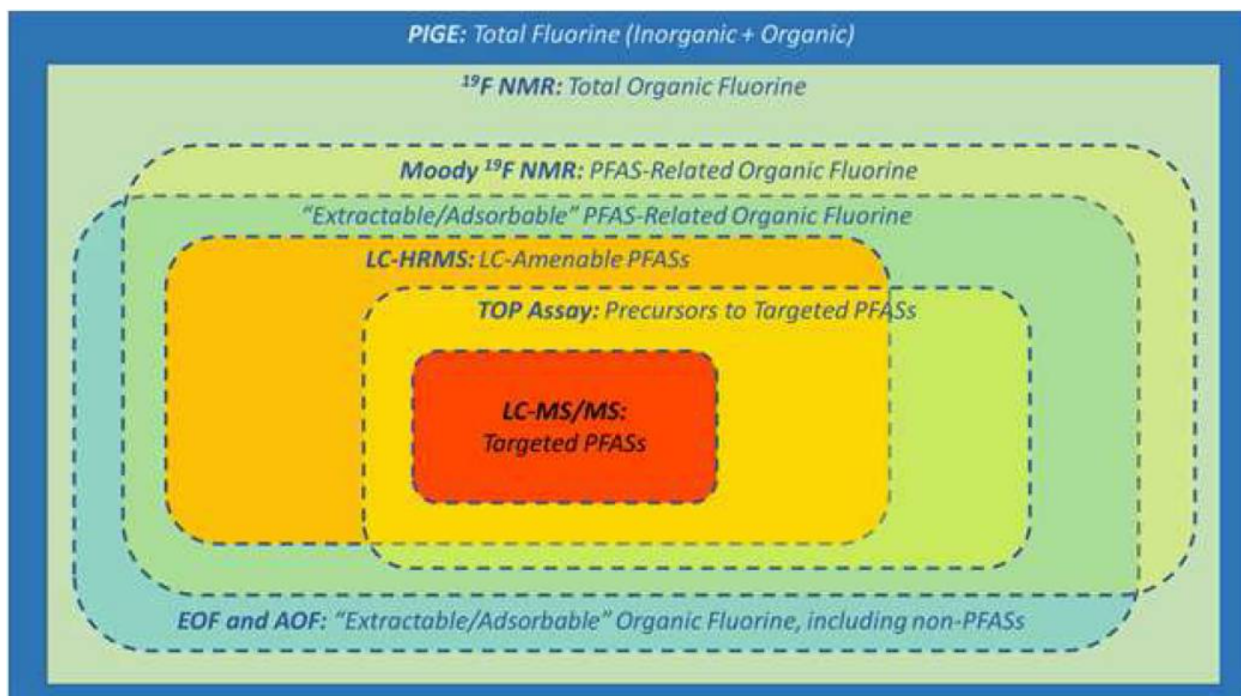 PIGE: Total Fluorine (Inorganic + Organic)
¹⁹F NMR: Total Organic Fluorine
Moody ¹⁹F NMR: PFAS-Related Organic Fluorine
“Extractable/Adsorbable” PFAS-Related Organic Fluorine
LC-HRMS: LC-Amenable PFASs
TOP Assay: Precursors to Targeted PFASs
LC-MS/MS:
Targeted PFASs
EOF and AOF: “Extractable/Adsorbable” Organic Fluorine, including non-PFASs